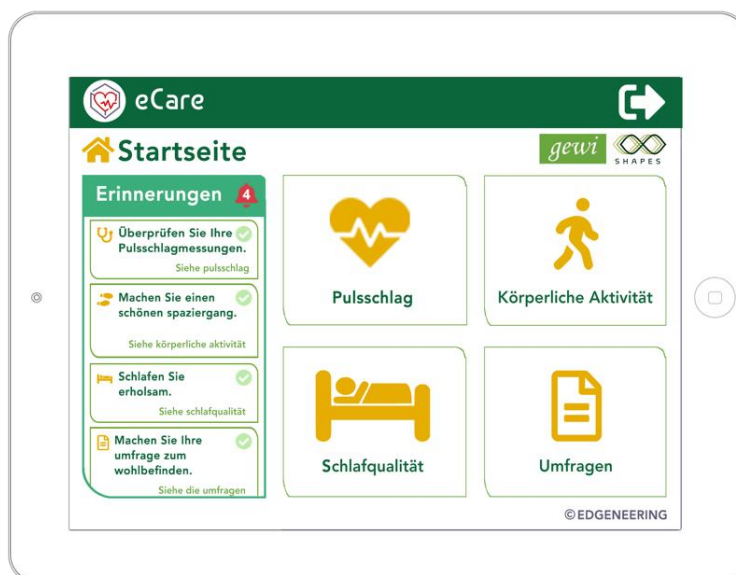 eCare
Startseite
gewi
SHAPES
Erinnerungen 4
Überprüfen Sie Ihre
Pulsschlagmessungen.
Siehe pulsschlag
Machen Sie einen
schönen spaziergang.
Siehe körperliche aktivität
Schlafen Sie
erholsam.
Siehe schlafqualität
Machen Sie Ihre
umfrage zum
wohlbefinden.
Siehe die umfragen
Pulsschlag
Körperliche Aktivität
Schlafqualität
Umfragen
©EDGENEERING